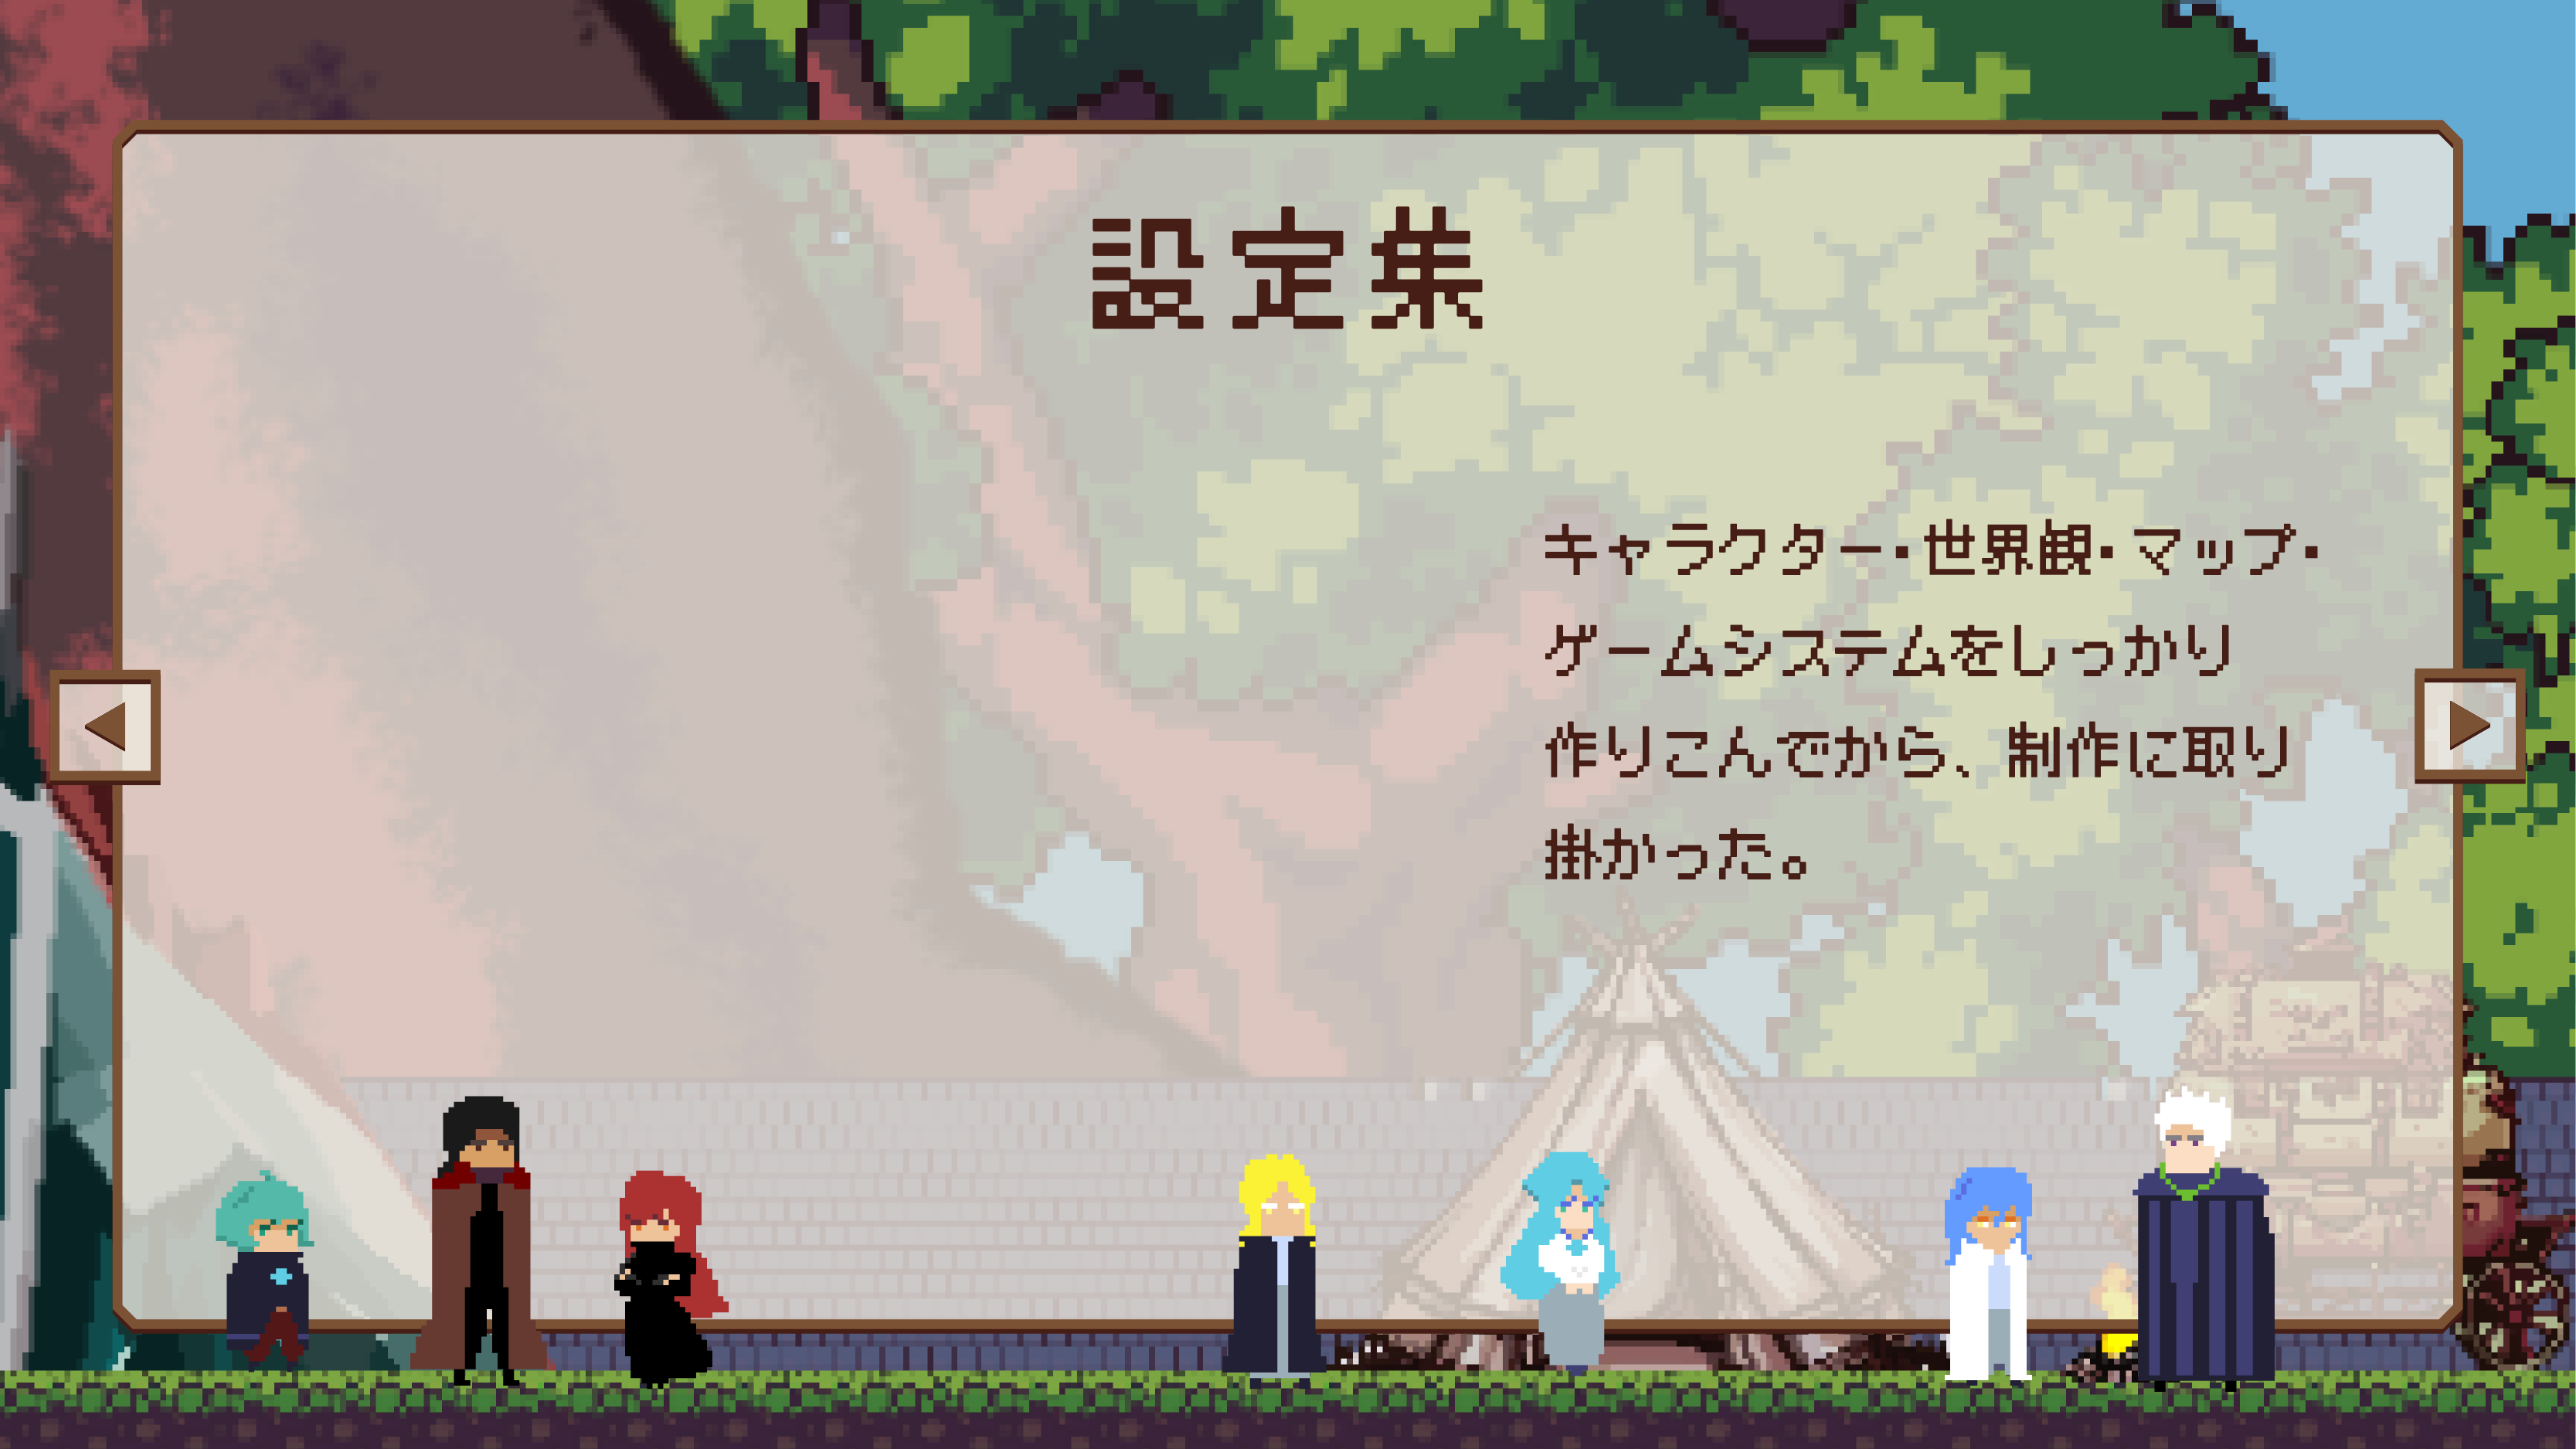 設定集
キャラクター・世界観・マップ・
ゲームシステムをしっかり
作りこんでから、制作に取り
掛かった。